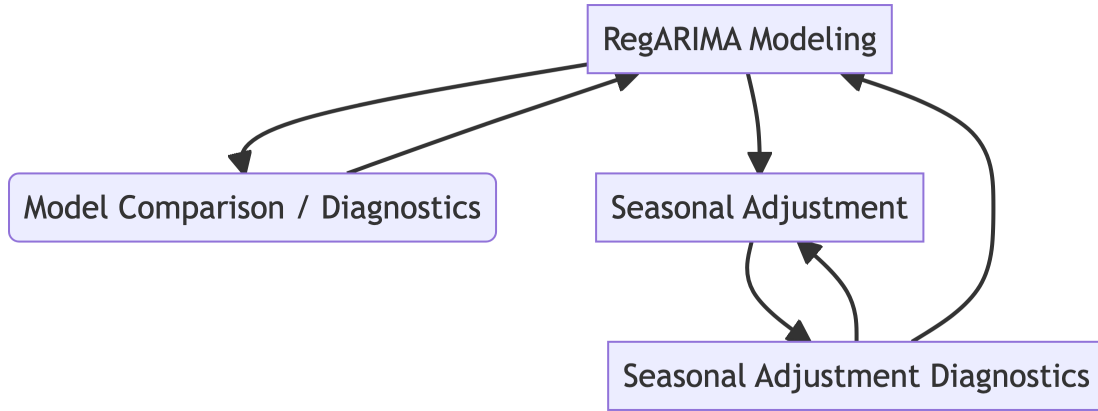 RegARIMA Modeling
Model Comparison / Diagnostics
Seasonal Adjustment
Seasonal Adjustment Diagnostics